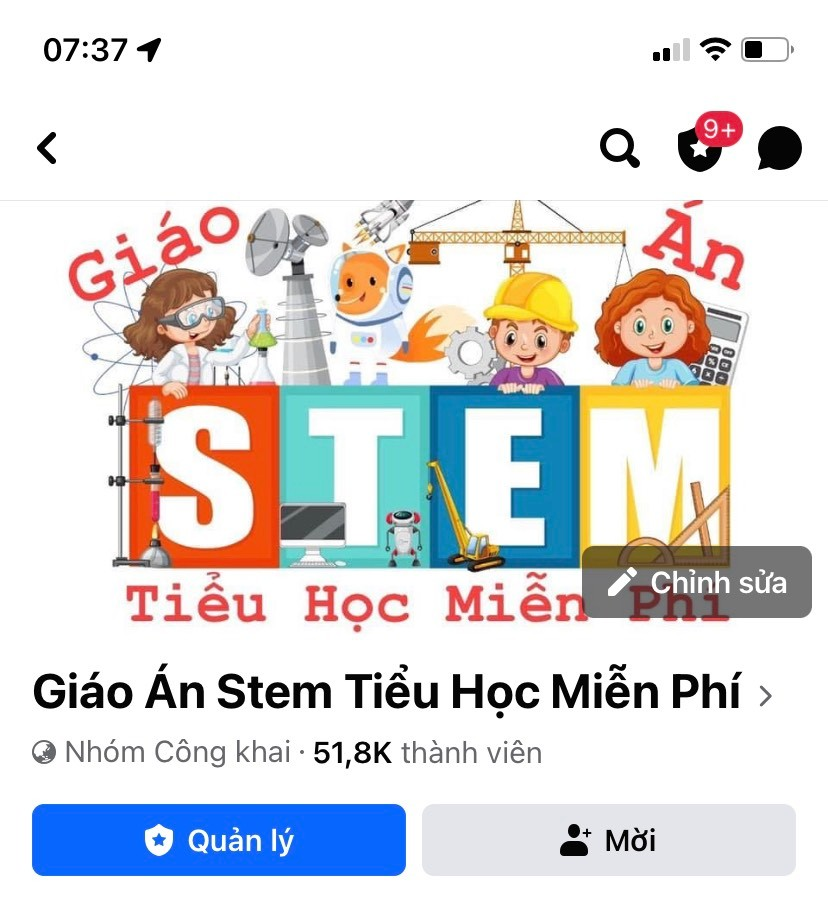 07:37
9+
Giáo Án
STEM
Tiểu Học Miễn Phí
Chỉnh sửa
Giáo Án Stem Tiểu Học Miễn Phí
Nhóm Công khai · 51,8K thành viên
Quản lý
Mời